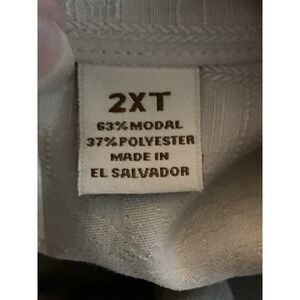 2XT
63% MODAL
37% POLYESTER
MADE IN
EL SALVADOR